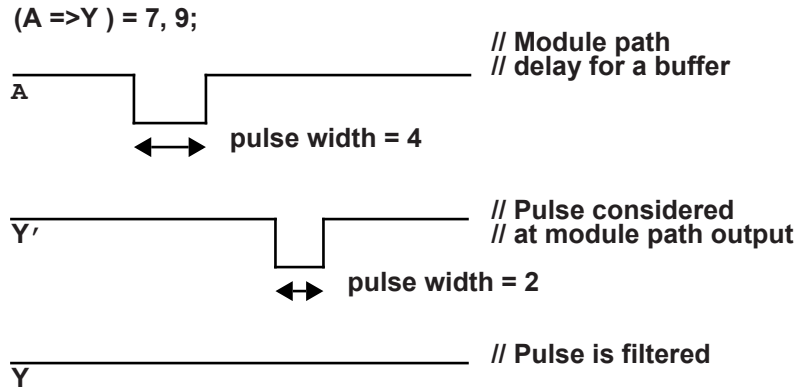 (A =>Y ) = 7, 9;
// Module path
// delay for a buffer
A
pulse width = 4
// Pulse considered
Y′
// at module path output
pulse width = 2
// Pulse is filtered
Y